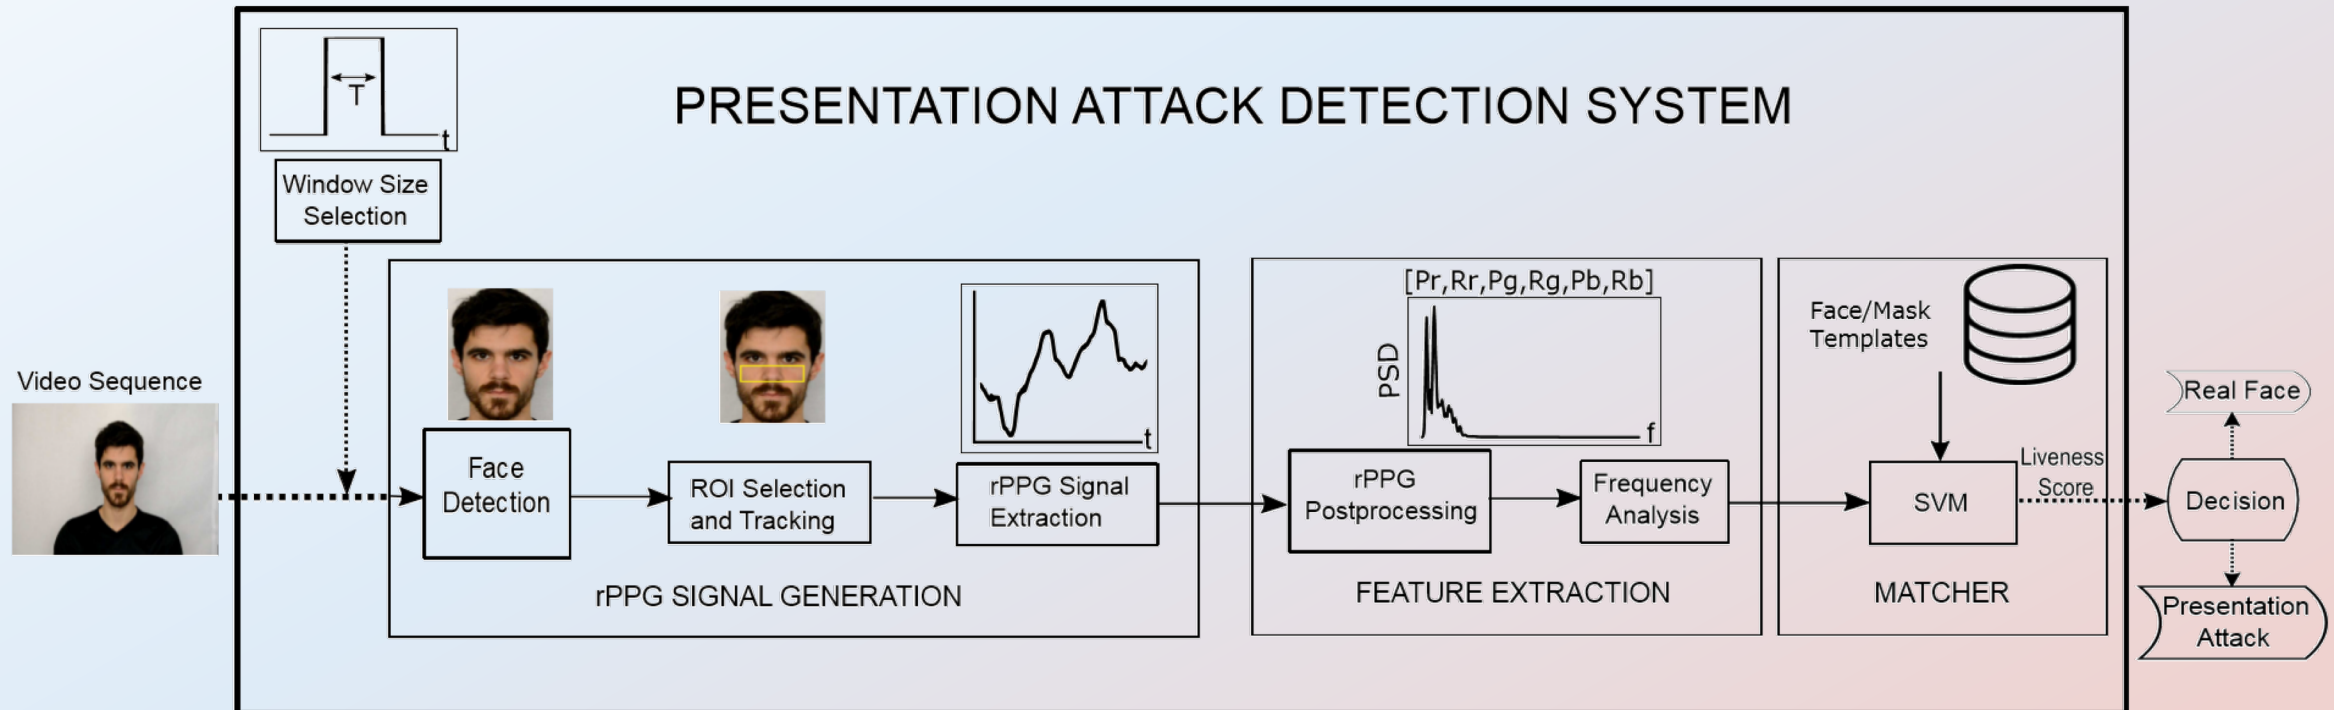 PRESENTATION ATTACK DETECTION SYSTEM
T
t
Window Size
Selection
Video Sequence
Face
Detection
ROI Selection
and Tracking
t
rPPG Signal
Extraction
rPPG SIGNAL GENERATION
[Pr,Rr,Pg,Rg,Pb,Rb]
PSD
f
rPPG
Postprocessing
Frequency
Analysis
FEATURE EXTRACTION
Face/Mask
Templates
SVM
MATCHER
Liveness
Score
Real Face
Decision
Presentation
Attack